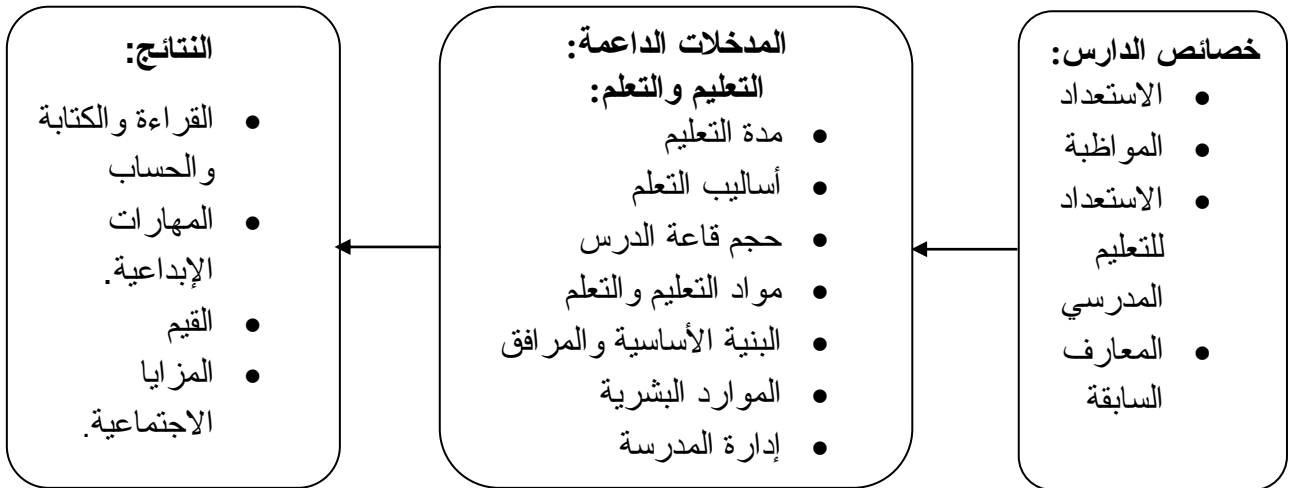 خصائص الدارس:
• الاستعداد
• المواظبة
• الاستعداد
للتعليم
المدرسي
• المعارف
السابقة
المدخلات الداعمة:
التعليم والتعلم:
• مدة التعليم
• أساليب التعلم
• حجم قاعة الدرس
• مواد التعليم والتعلم
• البنية الأساسية والمرافق
• الموارد البشرية
• إدارة المدرسة
النتائج:
• القراءة والكتابة
والحساب
• المهارات
الإبداعية.
• القيم
• المزايا
الاجتماعية.